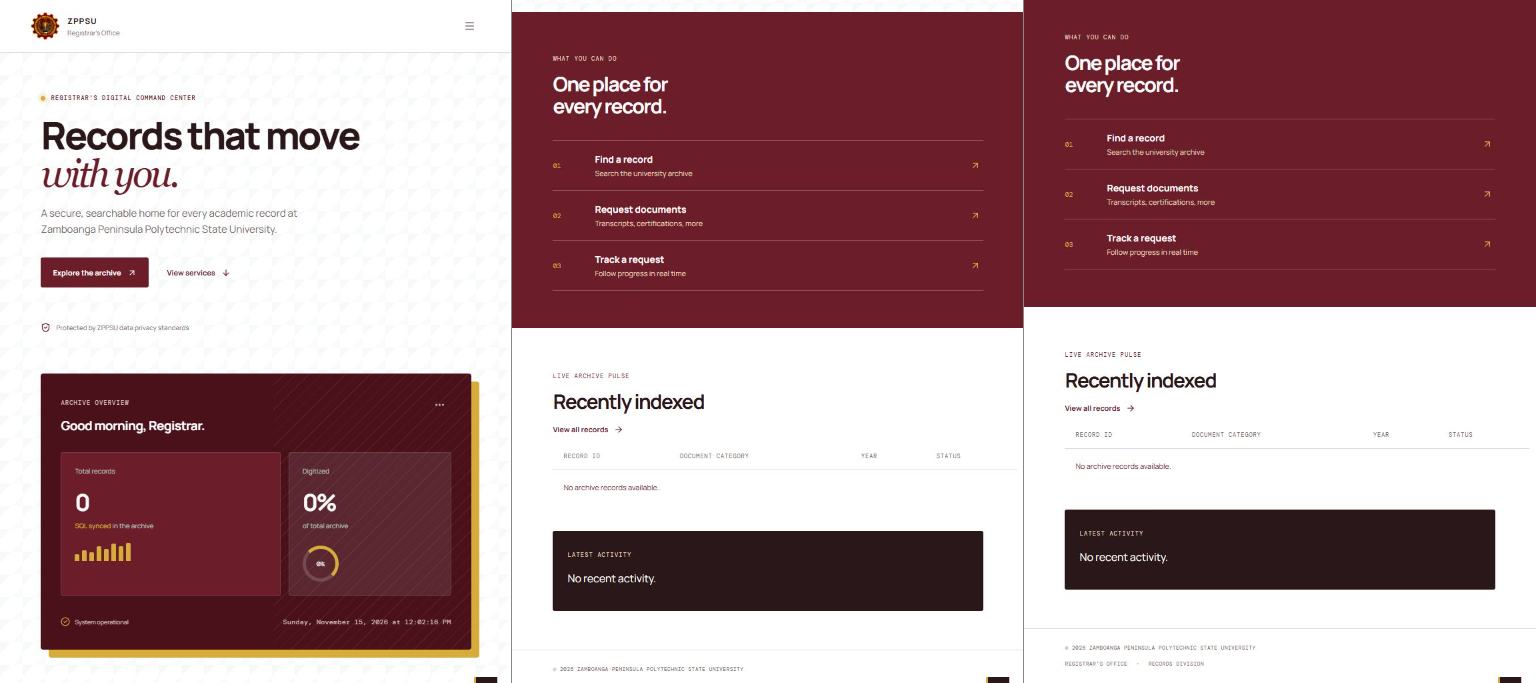 ZPPSU
Registrar's Office
REGISTRAR'S DIGITAL COMMAND CENTER
Records that move
with you.
A secure, searchable home for every academic record at
Zamboanga Peninsula Polytechnic State University.
Explore the archive
View services
Protected by ZPPSU data privacy standards
ARCHIVE OVERVIEW
Good morning, Registrar.
Total records
0
SQL synced in the archive
Digitized
0%
of total archive
0%
System operational
Sunday, November 15, 2026 at 12:02:16 PM
WHAT YOU CAN DO
One place for
every record.
01
Find a record
Search the university archive
02
Request documents
Transcripts, certifications, more
03
Track a request
Follow progress in real time
LIVE ARCHIVE PULSE
Recently indexed
View all records
RECORD ID DOCUMENT CATEGORY YEAR STATUS
No archive records available.
LATEST ACTIVITY
No recent activity.
© 2026 ZAMBOANGA PENINSULA POLYTECHNIC STATE UNIVERSITY
WHAT YOU CAN DO
One place for
every record.
01
Find a record
Search the university archive
02
Request documents
Transcripts, certifications, more
03
Track a request
Follow progress in real time
LIVE ARCHIVE PULSE
Recently indexed
View all records
RECORD ID DOCUMENT CATEGORY YEAR STATUS
No archive records available.
LATEST ACTIVITY
No recent activity.
© 2026 ZAMBOANGA PENINSULA POLYTECHNIC STATE UNIVERSITY
REGISTRAR'S OFFICE · RECORDS DIVISION